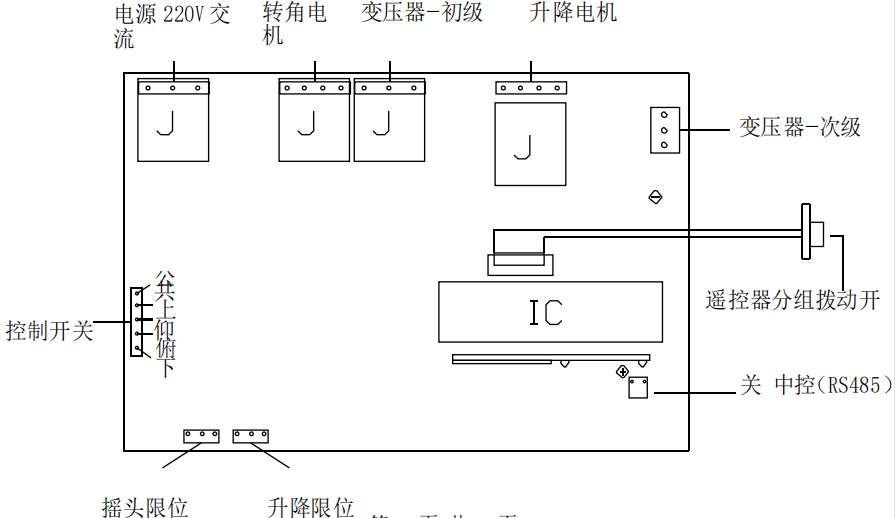 电源 220V 交
流
转角电
机
变压器-初级
升降电机
J
J
J
J
变压器-次级
公
共
上
仰
俯
下
控制开关
IC
遥控器分组拨动开
关 中控(RS485)
摇头限位
升降限位